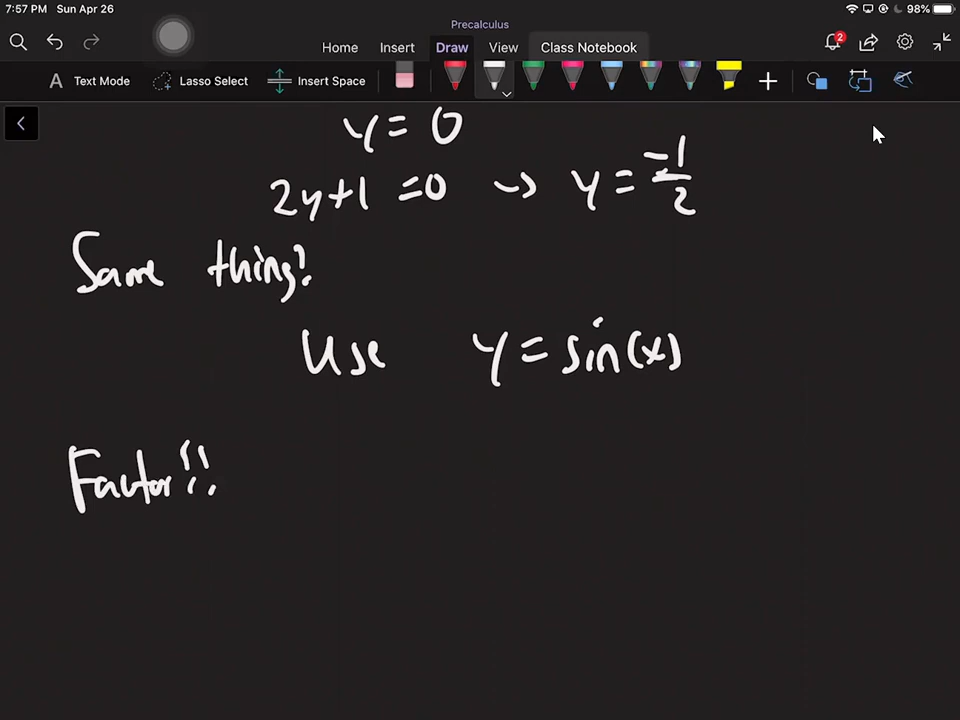 7:57 PM Sun Apr 26
98%
Precalculus
Home Insert Draw View Class Notebook
2
Text Mode Lasso Select Insert Space
y = 0
2y+1 =0 → y = -1/2
Same thing!
Use y = sin(x)
Factor!!